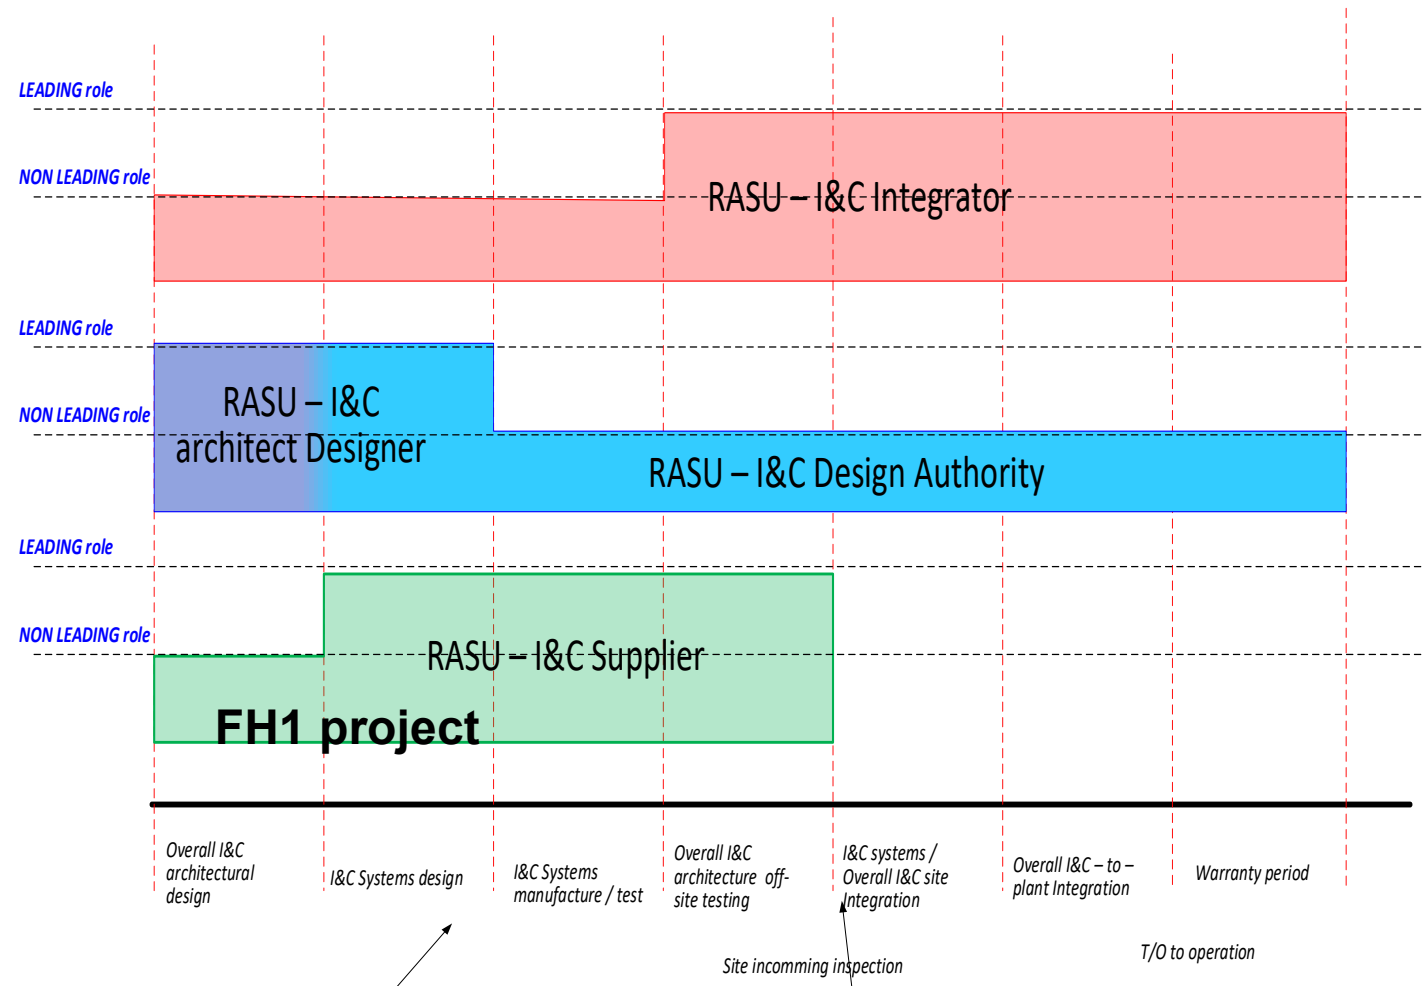 LEADING role
NON LEADING role
RASU – I&C Integrator
LEADING role
RASU – I&C
architect Designer
NON LEADING role
RASU – I&C Design Authority
LEADING role
NON LEADING role
RASU – I&C Supplier
FH1 project
Overall I&C
architectural
design
I&C Systems design
I&C Systems
manufacture / test
Overall I&C
architecture off-
site testing
I&C systems /
Overall I&C site
Integration
Overall I&C – to –
plant Integration
Warranty period
Site incomming inspection
T/O to operation